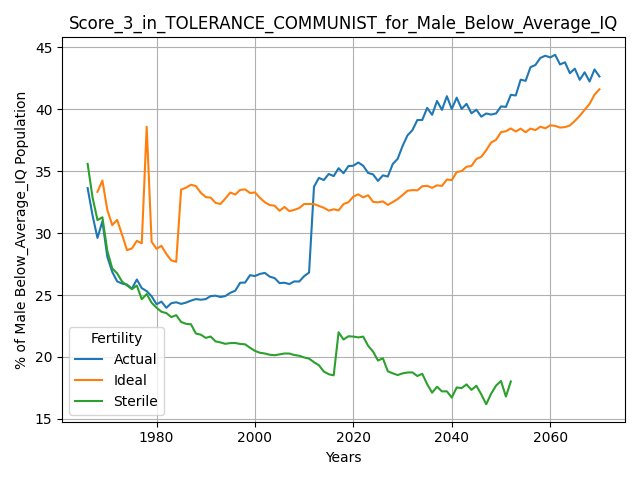 Score_3_in_TOLERANCE_COMMUNIST_for_Male_Below_Average_IQ
% of Male Below_Average_IQ Population
45
40
35
30
25
20
15
Fertility
Actual
Ideal
Sterile
1980
2000
2020
2040
2060
Years